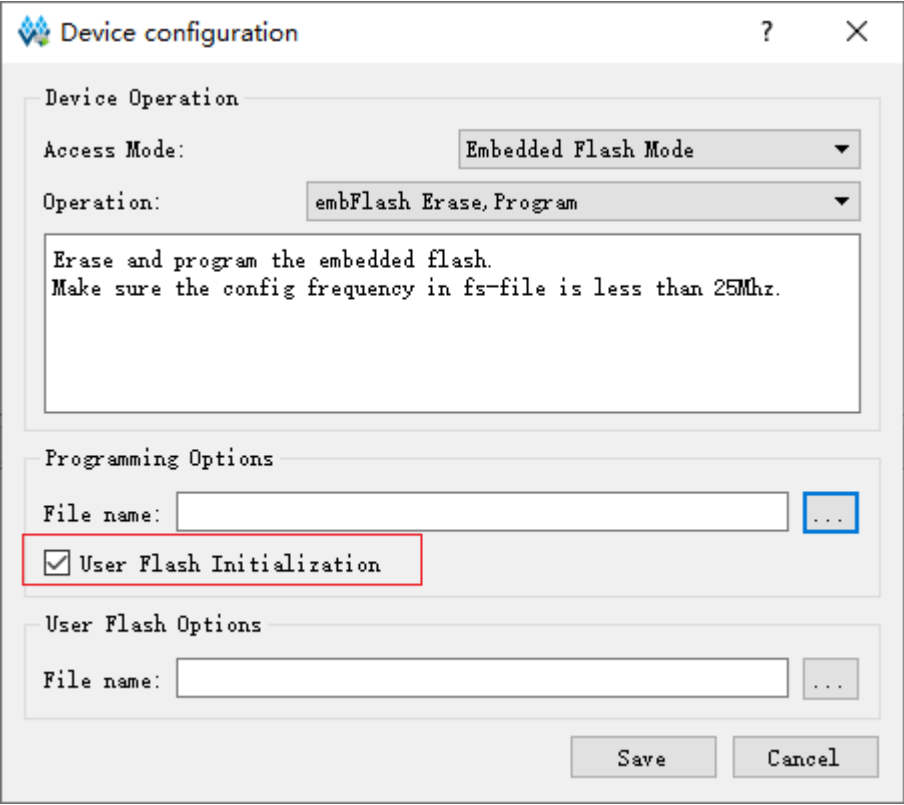 Device configuration
Device Operation
Access Mode: Embedded Flash Mode
Operation: embFlash Erase,Program
Erase and program the embedded flash.
Make sure the config frequency in fs-file is less than 25Mhz.
Programming Options
File name: ...
User Flash Initialization
User Flash Options
File name: ...
Save Cancel